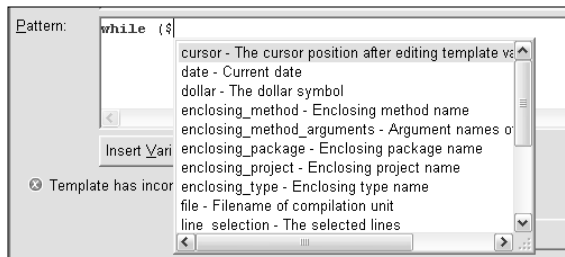 Pattern:
while ($
cursor - The cursor position after editing template va
date - Current date
dollar - The dollar symbol
enclosing_method - Enclosing method name
enclosing_method_arguments - Argument names of
enclosing_package - Enclosing package name
enclosing_project - Enclosing project name
enclosing_type - Enclosing type name
file - Filename of compilation unit
line_selection - The selected lines
Insert Vari
Template has incor